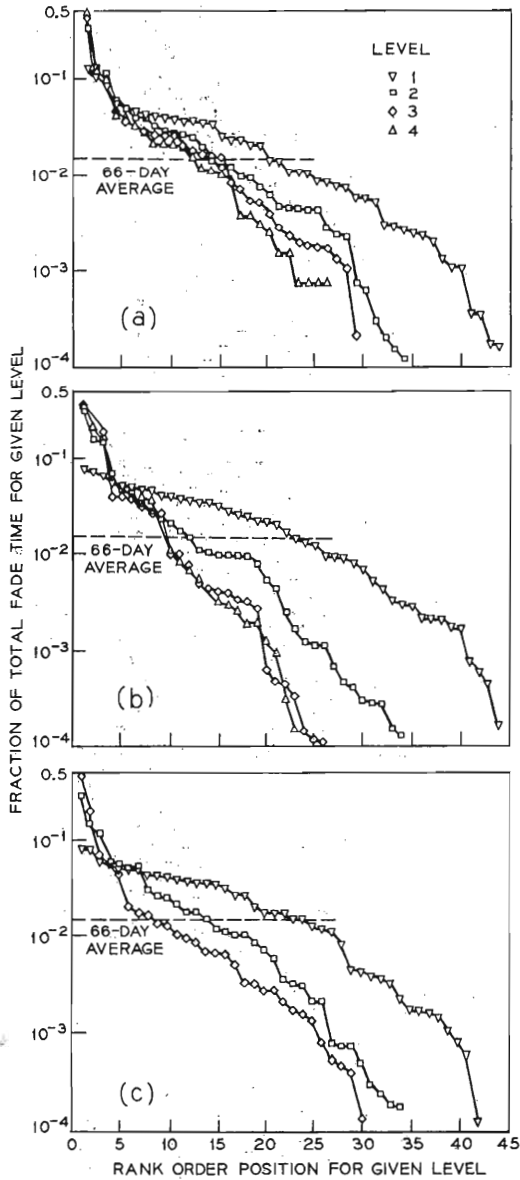 FRACTION OF TOTAL FADE TIME FOR GIVEN LEVEL
0.5
10⁻¹
10⁻²
10⁻³
10⁻⁴
LEVEL
▽ 1
□ 2
◇ 3
△ 4
66-DAY
AVERAGE
(a)
0.5
10⁻¹
10⁻²
10⁻³
10⁻⁴
66-DAY
AVERAGE
(b)
0.5
10⁻¹
10⁻²
10⁻³
10⁻⁴
66-DAY
AVERAGE
(c)
0 5 10 15 20 25 30 35 40 45
RANK ORDER POSITION FOR GIVEN LEVEL